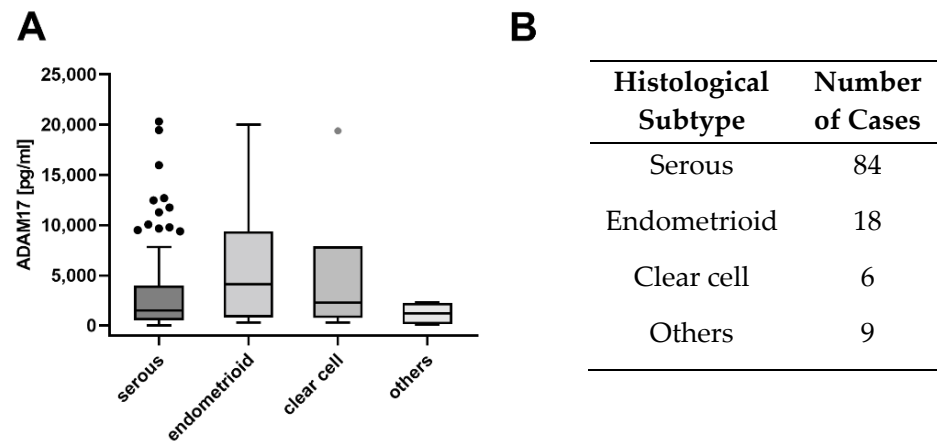 A
B
25,000
20,000
15,000
10,000
5,000
0
ADAM17 [pg/ml]
serous
endometrioid
clear cell
others
Histological Number
Subtype of Cases
Serous 84
Endometrioid 18
Clear cell 6
Others 9